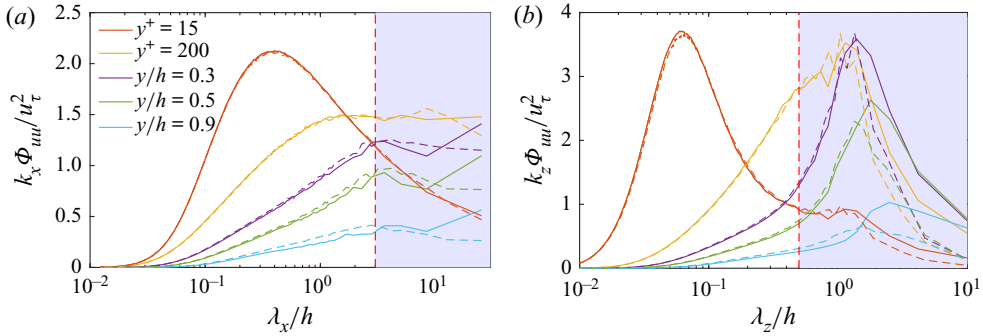 (a)
2.5
2.0
1.5
1.0
0.5
0
k_x Φ_uu/u_τ^2
y^+ = 15
y^+ = 200
y/h = 0.3
y/h = 0.5
y/h = 0.9
10^−2
10^−1
10^0
10^1
λ_x/h
(b)
4
3
2
1
0
k_z Φ_uu/u_τ^2
10^−2
10^−1
10^0
10^1
λ_z/h